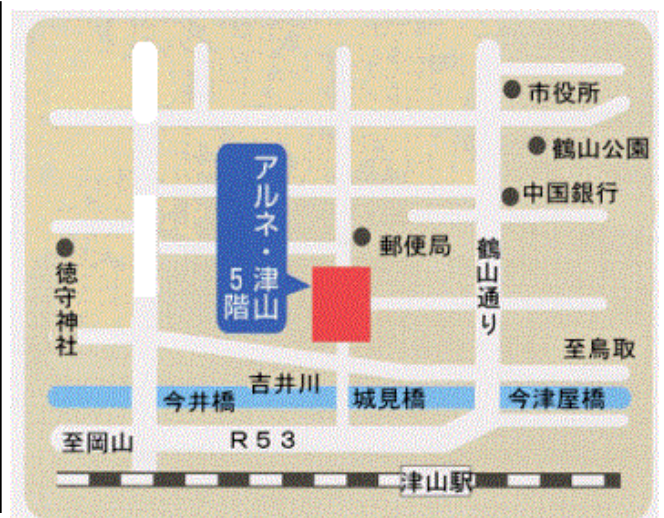 市役所
鶴山公園
中国銀行
アルネ・津山
5階
郵便局
鶴山通り
徳守神社
至鳥取
吉井川
今井橋
城見橋
今津屋橋
至岡山
R53
津山駅